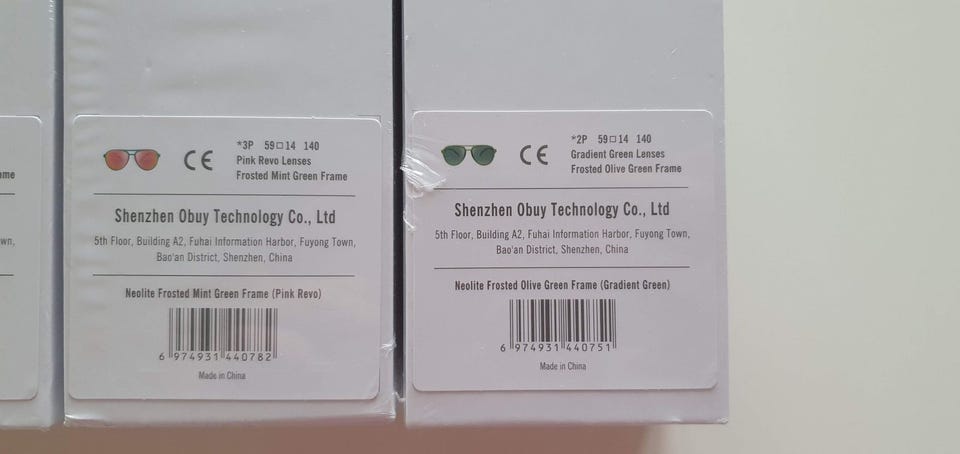 me
wn,
CE
*3P 59□14 140
Pink Revo Lenses
Frosted Mint Green Frame
Shenzhen Obuy Technology Co., Ltd
5th Floor, Building A2, Fuhai Information Harbor, Fuyong Town,
Bao'an District, Shenzhen, China
Neolite Frosted Mint Green Frame (Pink Revo)
6 974931 440782
Made in China
CE
*2P 59□14 140
Gradient Green Lenses
Frosted Olive Green Frame
Shenzhen Obuy Technology Co., Ltd
5th Floor, Building A2, Fuhai Information Harbor, Fuyong Town,
Bao'an District, Shenzhen, China
Neolite Frosted Olive Green Frame (Gradient Green)
6 974931 440751
Made in China